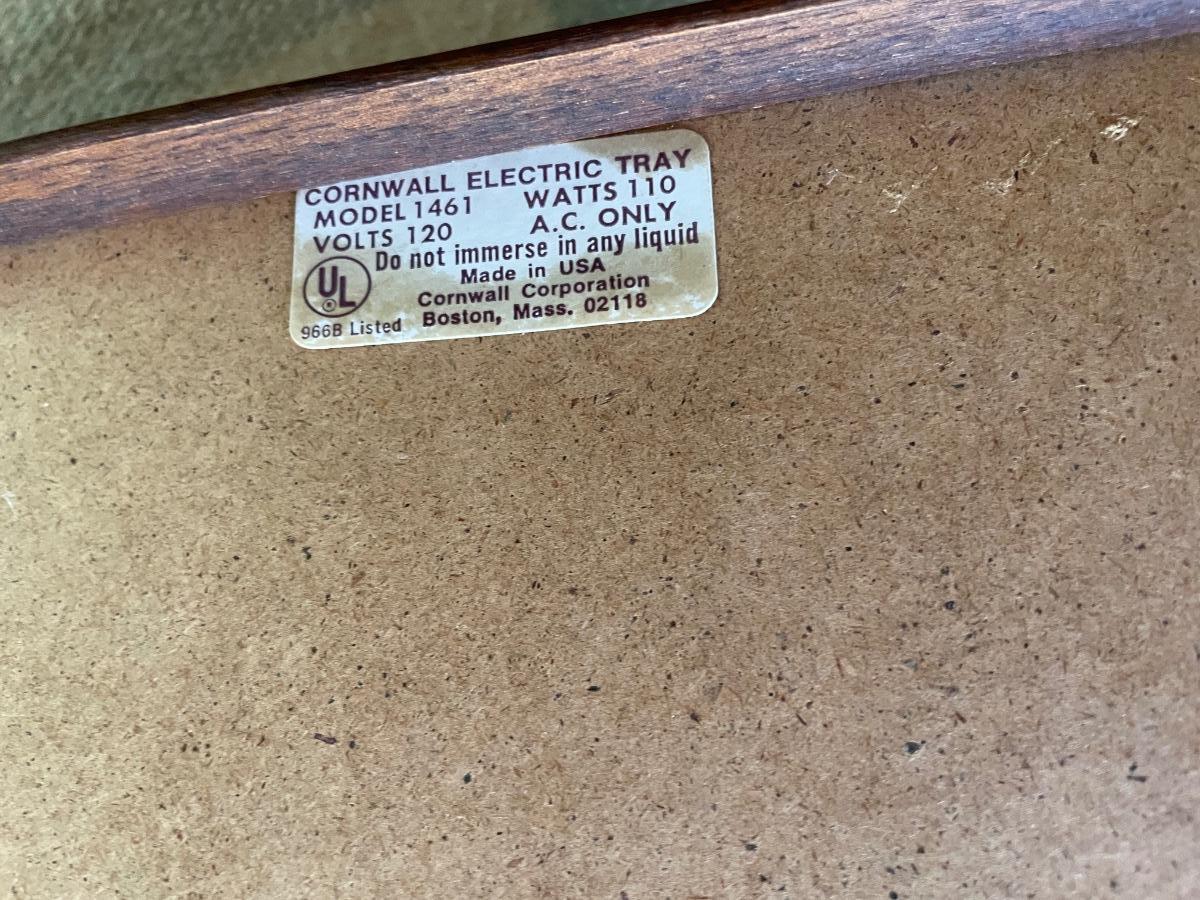 CORNWALL ELECTRIC TRAY
MODEL 1461 WATTS 110
VOLTS 120 A.C. ONLY
Do not immerse in any liquid
UL
Made in USA
Cornwall Corporation
966B Listed Boston, Mass. 02118